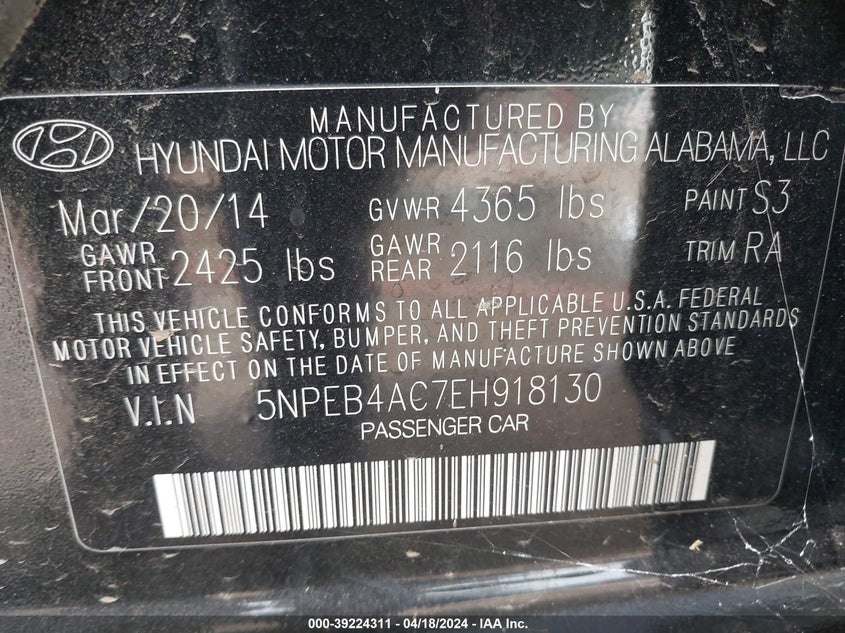 MANUFACTURED BY
HYUNDAI MOTOR MANUFACTURING ALABAMA, LLC
Mar/20/14 GVWR 4365 lbs PAINT S3
GAWR FRONT 2425 lbs GAWR REAR 2116 lbs TRIM RA
THIS VEHICLE CONFORMS TO ALL APPLICABLE U.S.A. FEDERAL
MOTOR VEHICLE SAFETY, BUMPER, AND THEFT PREVENTION STANDARDS
IN EFFECT ON THE DATE OF MANUFACTURE SHOWN ABOVE
V.I.N 5NPEB4AC7EH918130
PASSENGER CAR
000-39224311 - 04/18/2024 - IAA Inc.